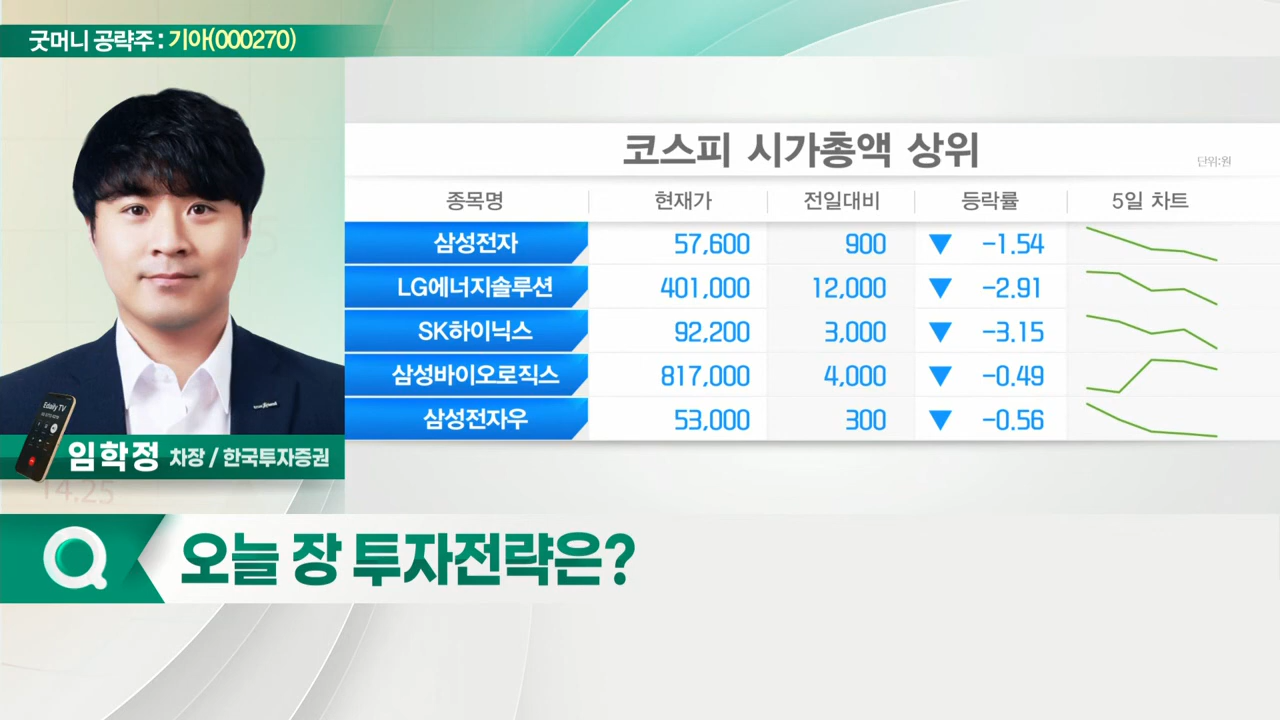 굿머니 공략주 : 기아(000270)
코스피 시가총액 상위
단위:원
종목명 현재가 전일대비 등락률 5일 차트
삼성전자 57,600 900 ▼ -1.54
LG에너지솔루션 401,000 12,000 ▼ -2.91
SK하이닉스 92,200 3,000 ▼ -3.15
삼성바이오로직스 817,000 4,000 ▼ -0.49
삼성전자우 53,000 300 ▼ -0.56
Edaily TV
임학정 차장 / 한국투자증권
14.25
Q 오늘 장 투자전략은?